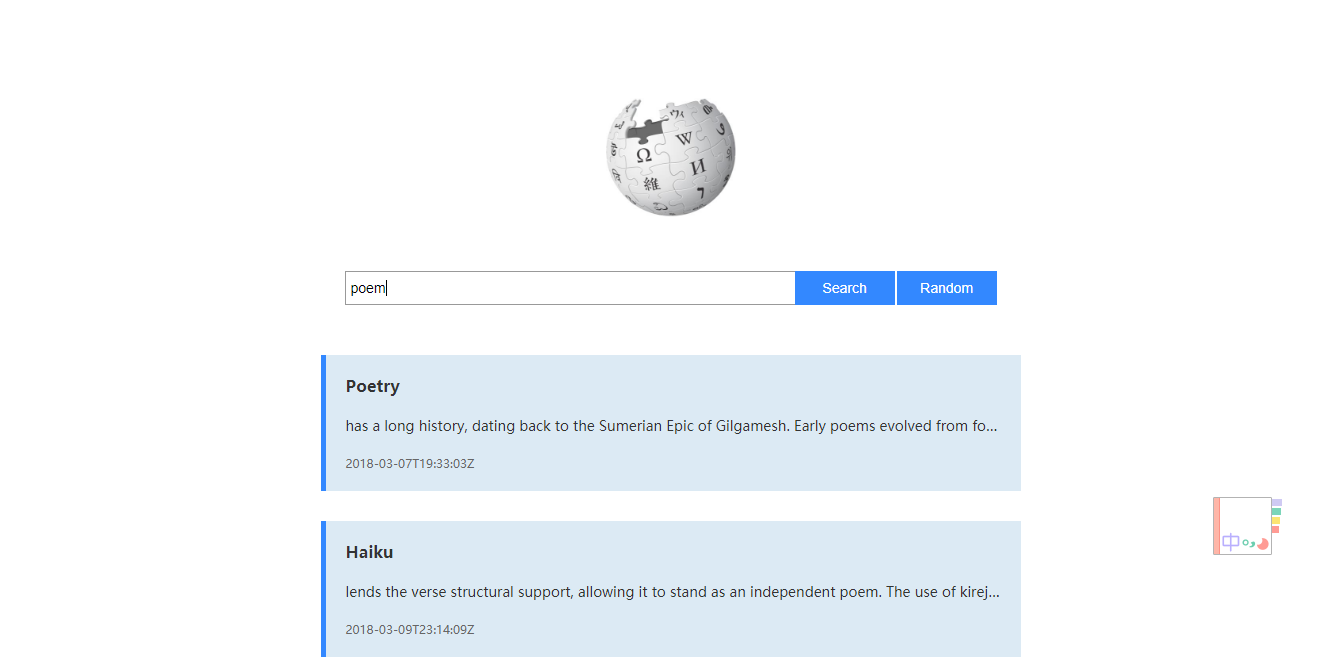 Ω W И 維 7
poem
Search Random
Poetry
has a long history, dating back to the Sumerian Epic of Gilgamesh. Early poems evolved from fo...
2018-03-07T19:33:03Z
Haiku
lends the verse structural support, allowing it to stand as an independent poem. The use of kirej...
2018-03-09T23:14:09Z
中